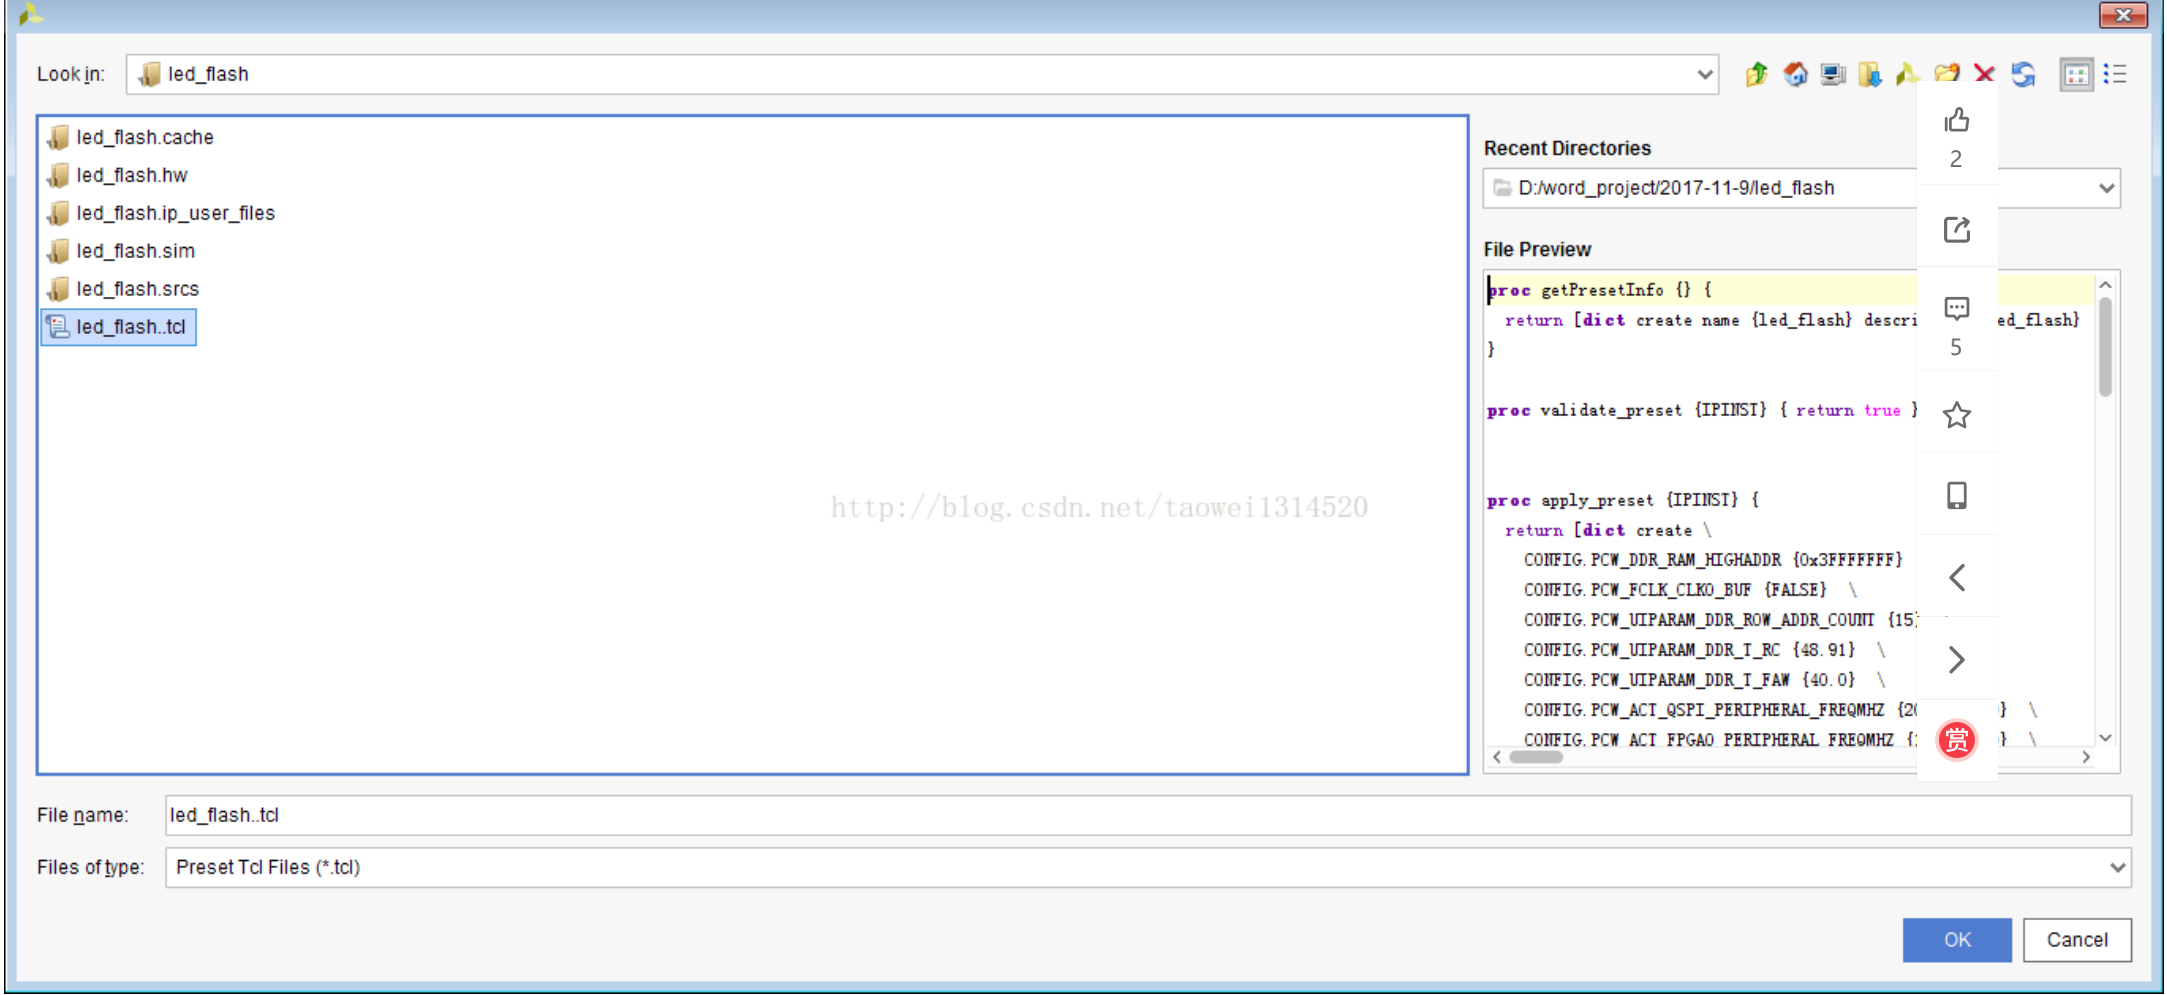 Look in: led_flash
led_flash.cache
led_flash.hw
led_flash.ip_user_files
led_flash.sim
led_flash.srcs
led_flash..tcl
http://blog.csdn.net/taowei1314520
Recent Directories
D:/word_project/2017-11-9/led_flash
File Preview
proc getPresetInfo {} {
return [dict create name {led_flash} descri ed_flash}
}
proc validate_preset {IPINST} { return true }
proc apply_preset {IPINST} {
return [dict create \
CONFIG.PCW_DDR_RAM_HIGHADDR {0x3FFFFFFF}
CONFIG.PCW_FCLK_CLK0_BUF {FALSE} \
CONFIG.PCW_UIPARAM_DDR_ROW_ADDR_COUNT {15}
CONFIG.PCW_UIPARAM_DDR_T_RC {48.91} \
CONFIG.PCW_UIPARAM_DDR_T_FAW {40.0} \
CONFIG.PCW_ACT_QSPI_PERIPHERAL_FREQMHZ {20 } \
CONFIG.PCW_ACT_FPGA0_PERIPHERAL_FREQMHZ { } \
2
5
赏
File name: led_flash..tcl
Files of type: Preset Tcl Files (*.tcl)
OK
Cancel